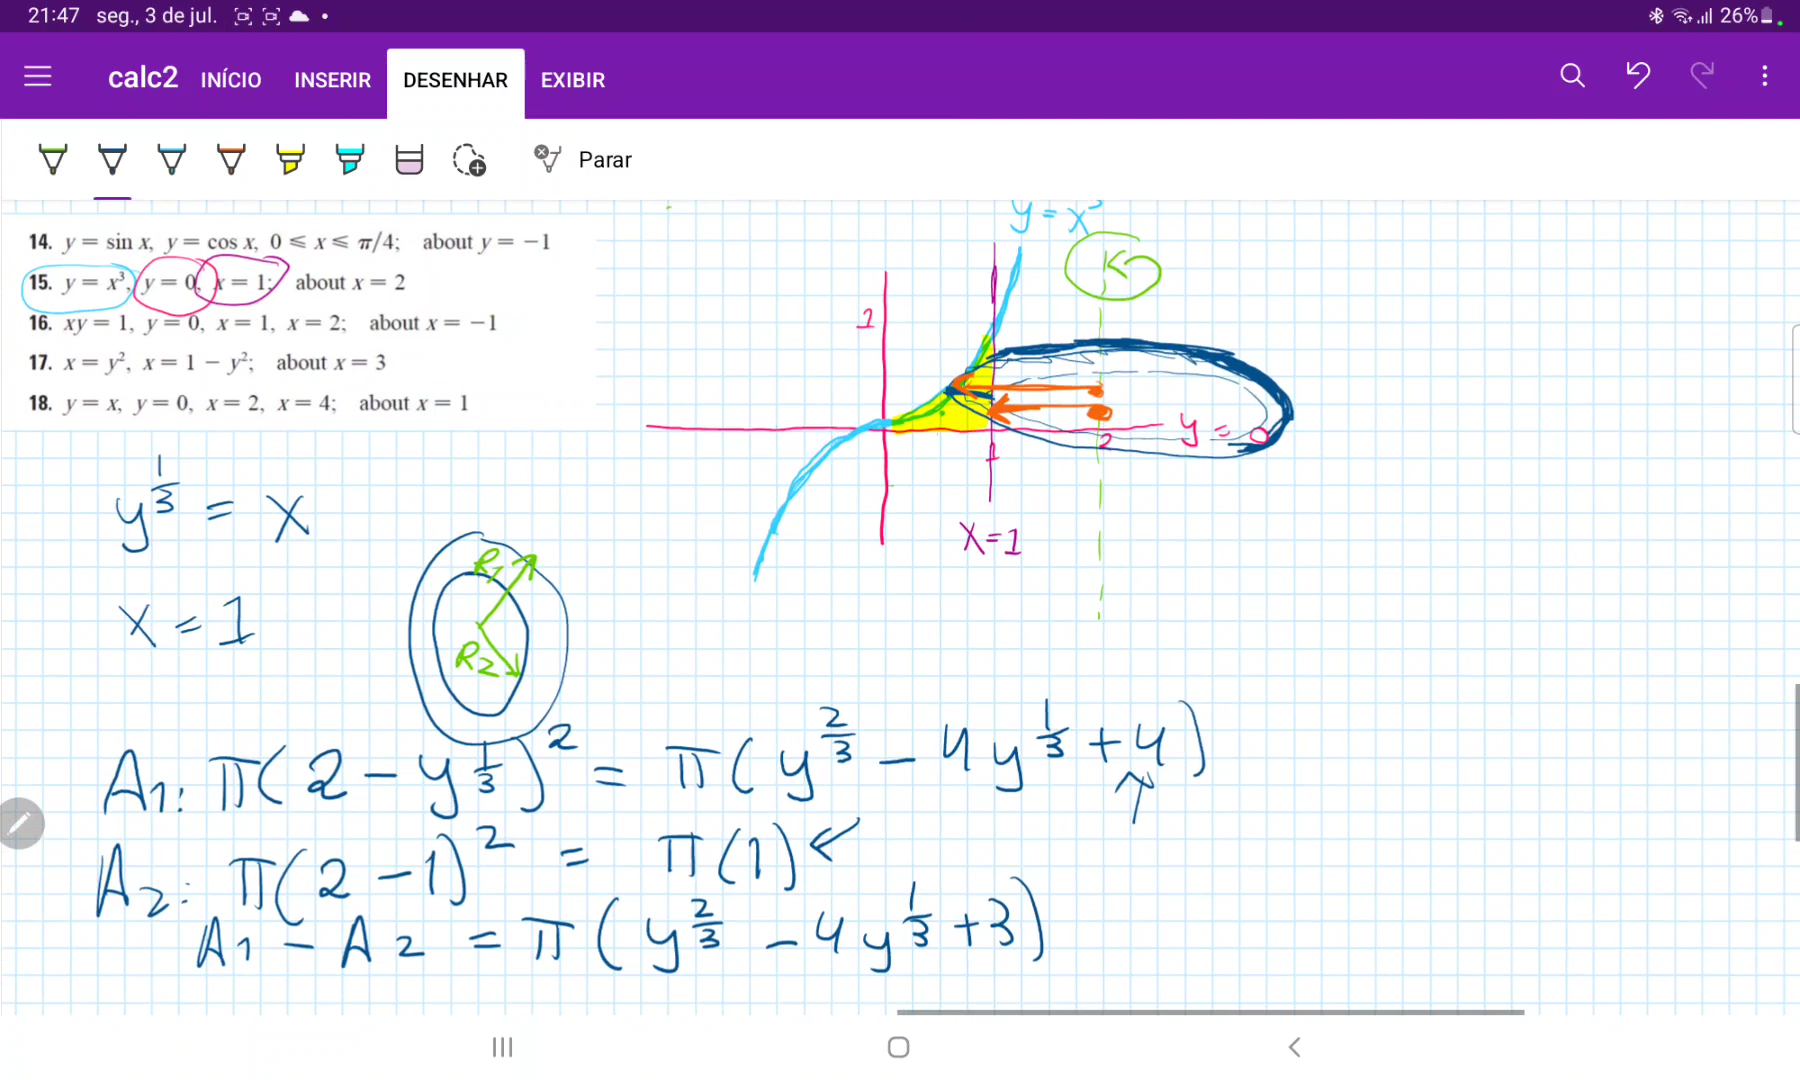 21:47 seg., 3 de jul. 26%
calc2 INÍCIO INSERIR DESENHAR EXIBIR
Parar
14. y = sin x, y = cos x, 0 ⩽ x ⩽ π/4; about y = −1
15. y = x³, y = 0, x = 1; about x = 2
16. xy = 1, y = 0, x = 1, x = 2; about x = −1
17. x = y², x = 1 − y²; about x = 3
18. y = x, y = 0, x = 2, x = 4; about x = 1
y = x³
1
y = 0
1 2
x = 1
y^(1/3) = x
x = 1
R₁
R₂
A₁: π(2 − y^(1/3))² = π(y^(2/3) − 4y^(1/3) + 4)
A₂: π(2 − 1)² = π(1)
A₁ − A₂ = π(y^(2/3) − 4y^(1/3) + 3)